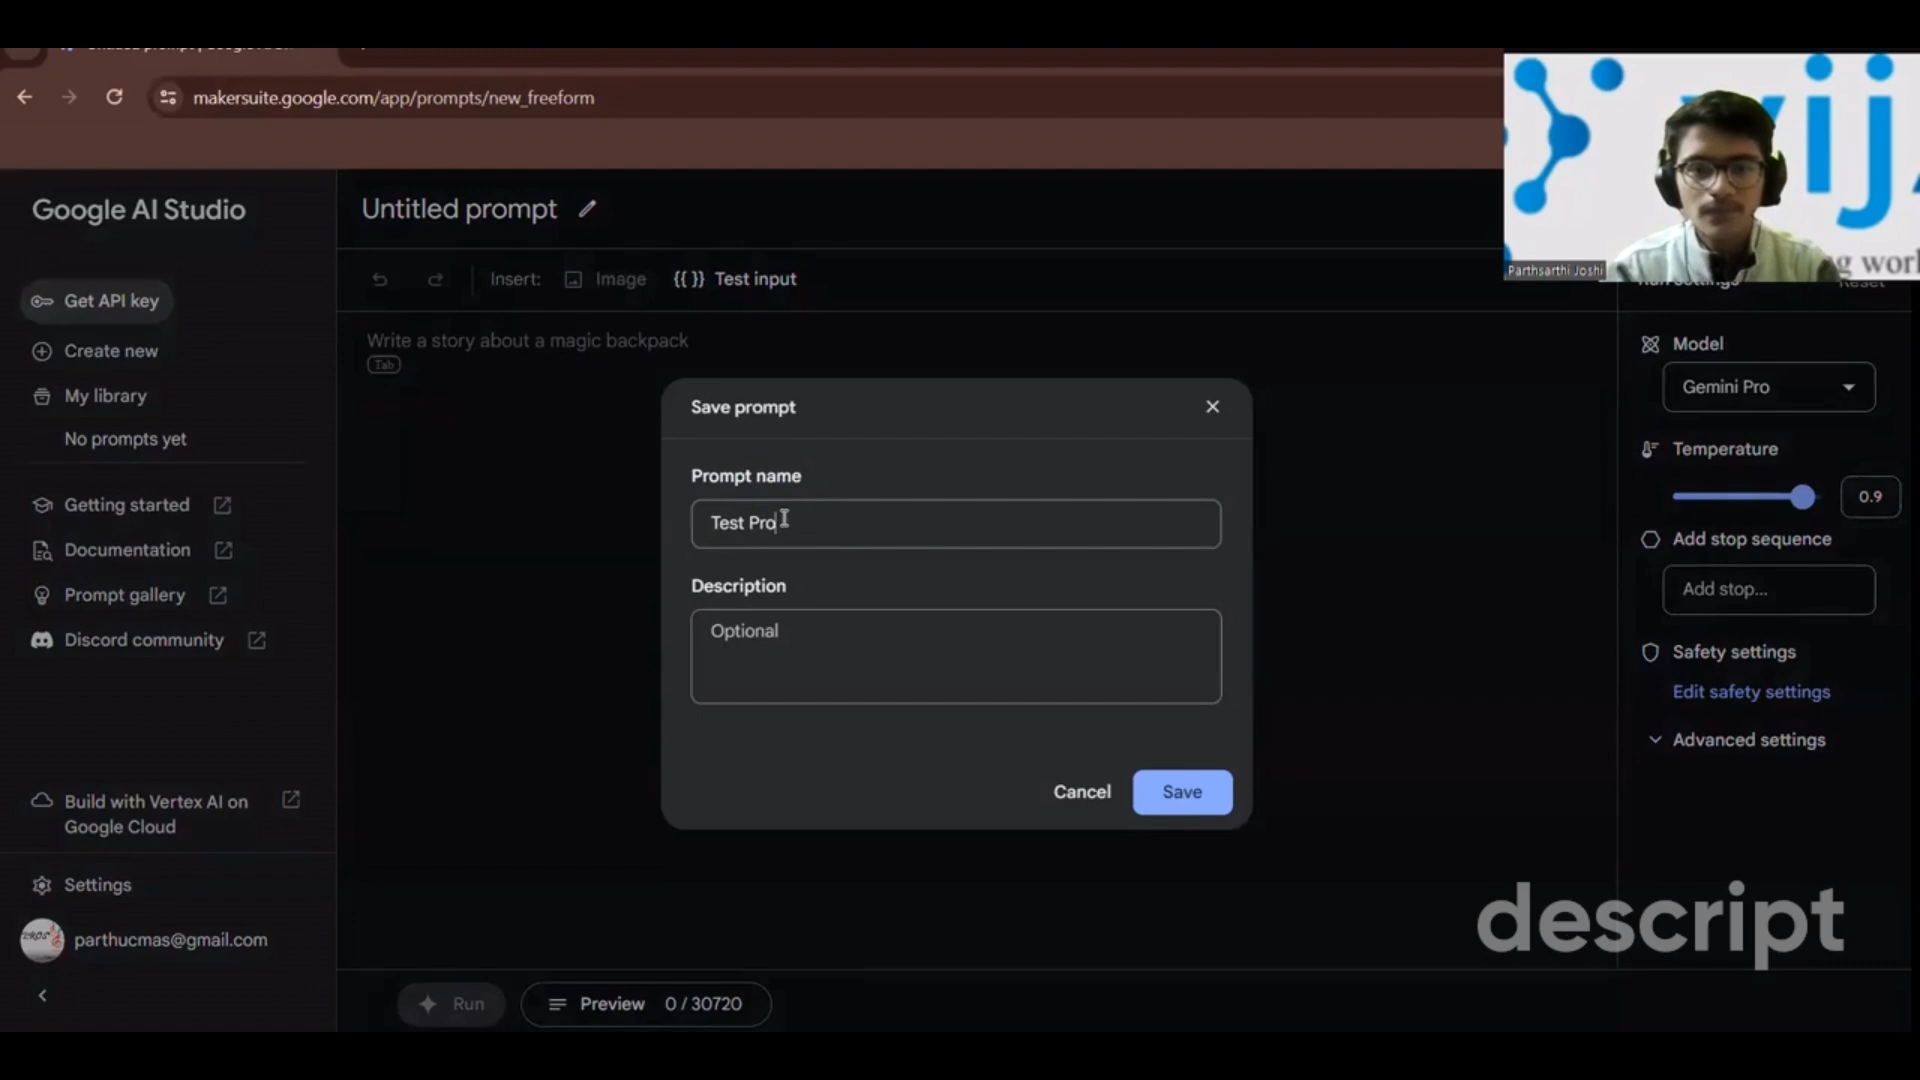 makersuite.google.com/app/prompts/new_freeform
Parthsarthi Joshi
Google AI Studio
Untitled prompt
Get API key
Insert: Image {{ }} Test input
Create new
Write a story about a magic backpack
Tab
Model
Gemini Pro
My library
No prompts yet
Save prompt
Prompt name
Test Pro
Temperature
0.9
Getting started
Add stop sequence
Documentation
Description
Add stop...
Prompt gallery
Optional
Discord community
Safety settings
Edit safety settings
Advanced settings
Build with Vertex AI on
Google Cloud
Cancel Save
Settings
parthucmas@gmail.com
descript
Run Preview 0 / 30720